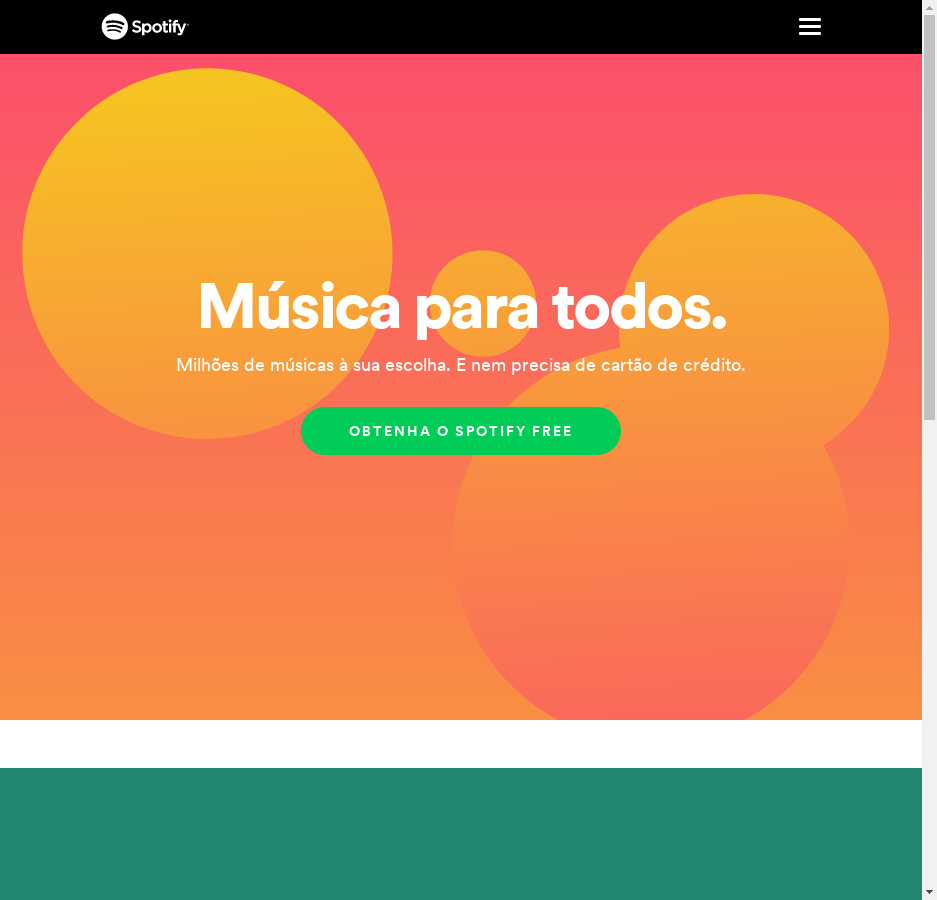 Spotify
Música para todos.
Milhões de músicas à sua escolha. E nem precisa de cartão de crédito.
OBTENHA O SPOTIFY FREE